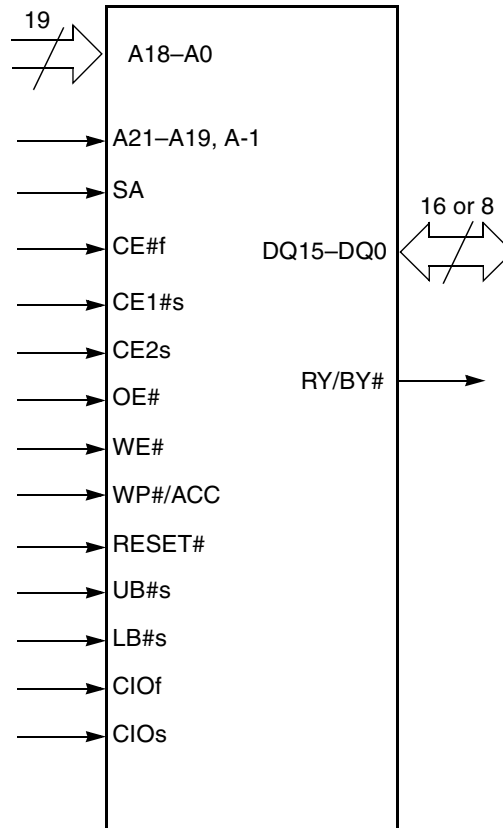 19
A18–A0
A21–A19, A-1
SA
16 or 8
CE#f
DQ15–DQ0
CE1#s
CE2s
RY/BY#
OE#
WE#
WP#/ACC
RESET#
UB#s
LB#s
CIOf
CIOs